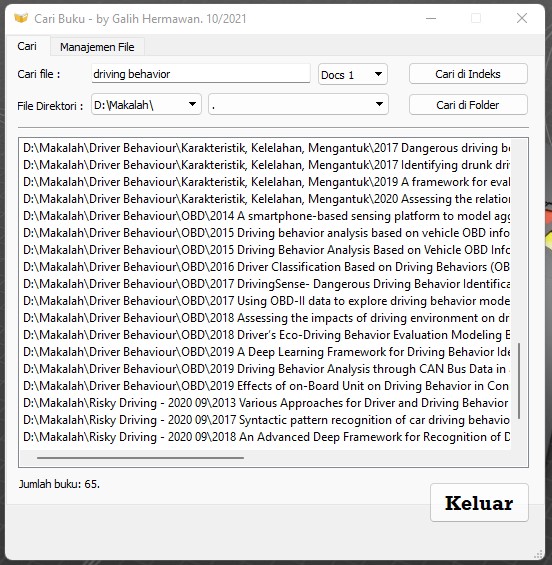 Cari Buku - by Galih Hermawan. 10/2021
Cari
Manajemen File
Cari file :
driving behavior
Docs 1
Cari di Indeks
File Direktori :
D:\Makalah\
.
Cari di Folder
D:\Makalah\Driver Behaviour\Karakteristik, Kelelahan, Mengantuk\2017 Dangerous driving be
D:\Makalah\Driver Behaviour\Karakteristik, Kelelahan, Mengantuk\2017 Identifying drunk dri
D:\Makalah\Driver Behaviour\Karakteristik, Kelelahan, Mengantuk\2019 A framework for eval
D:\Makalah\Driver Behaviour\Karakteristik, Kelelahan, Mengantuk\2020 Assessing the relation
D:\Makalah\Driver Behaviour\OBD\2014 A smartphone-based sensing platform to model agg
D:\Makalah\Driver Behaviour\OBD\2015 Driving behavior analysis based on vehicle OBD info
D:\Makalah\Driver Behaviour\OBD\2015 Driving Behavior Analysis Based on Vehicle OBD Info
D:\Makalah\Driver Behaviour\OBD\2016 Driver Classification Based on Driving Behaviors (OB
D:\Makalah\Driver Behaviour\OBD\2017 DrivingSense- Dangerous Driving Behavior Identifica
D:\Makalah\Driver Behaviour\OBD\2017 Using OBD-II data to explore driving behavior mode
D:\Makalah\Driver Behaviour\OBD\2018 Assessing the impacts of driving environment on dr
D:\Makalah\Driver Behaviour\OBD\2018 Driver's Eco-Driving Behavior Evaluation Modeling B
D:\Makalah\Driver Behaviour\OBD\2019 A Deep Learning Framework for Driving Behavior Ide
D:\Makalah\Driver Behaviour\OBD\2019 Driving Behavior Analysis through CAN Bus Data in
D:\Makalah\Driver Behaviour\OBD\2019 Effects of on-Board Unit on Driving Behavior in Con
D:\Makalah\Risky Driving - 2020 09\2013 Various Approaches for Driver and Driving Behavior
D:\Makalah\Risky Driving - 2020 09\2017 Syntactic pattern recognition of car driving behavio
D:\Makalah\Risky Driving - 2020 09\2018 An Advanced Deep Framework for Recognition of D
Jumlah buku: 65.
Keluar